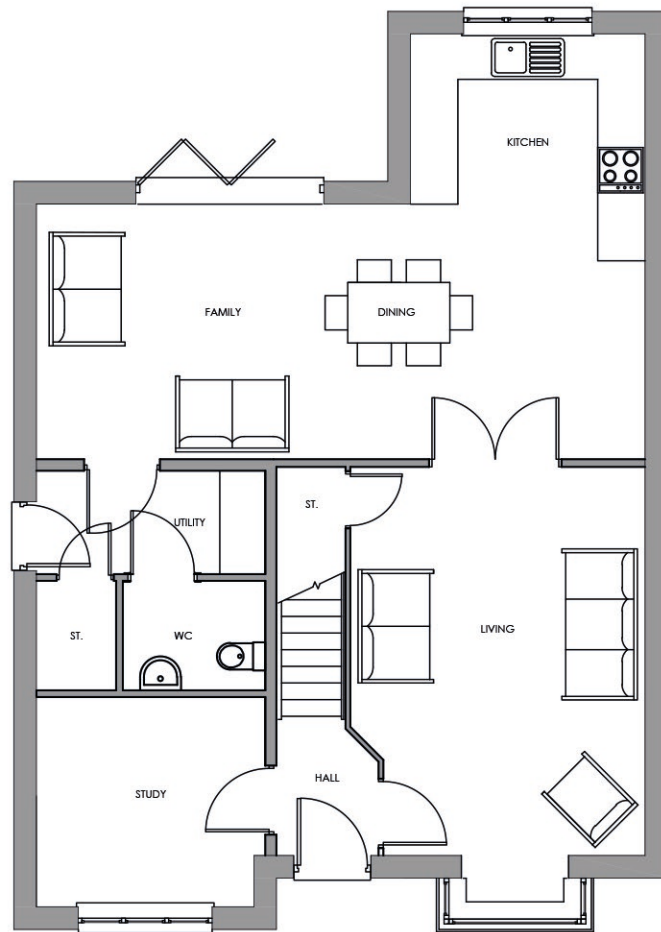 KITCHEN
FAMILY
DINING
ST.
UTILITY
ST.
WC
LIVING
HALL
STUDY